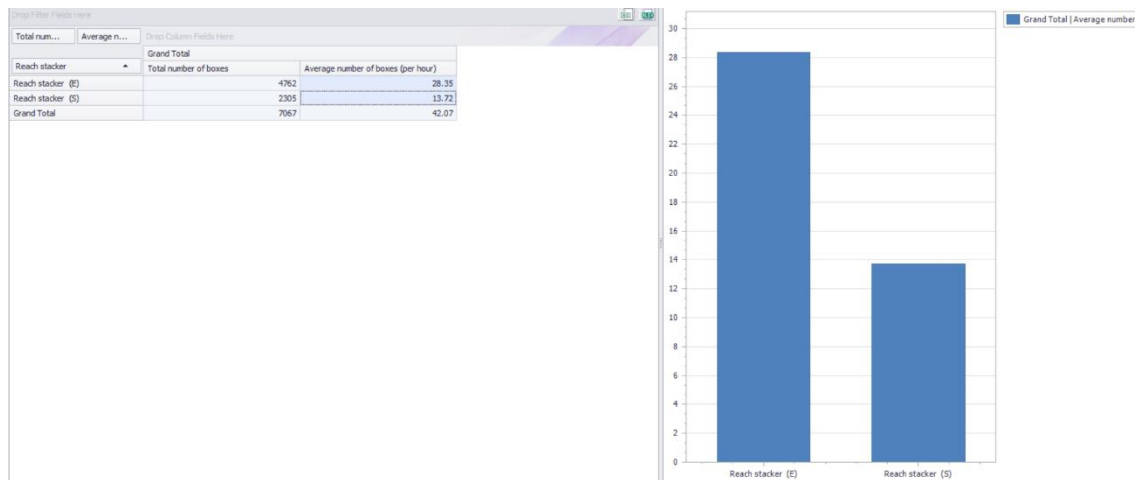 Drop Filter Fields Here
Total num... Average n... Drop Column Fields Here
Grand Total
Reach stacker Total number of boxes Average number of boxes (per hour)
Reach stacker (E) 4762 28.35
Reach stacker (S) 2305 13.72
Grand Total 7067 42.07
Grand Total | Average number
30
28
26
24
22
20
18
16
14
12
10
8
6
4
2
0
Reach stacker (E) Reach stacker (S)